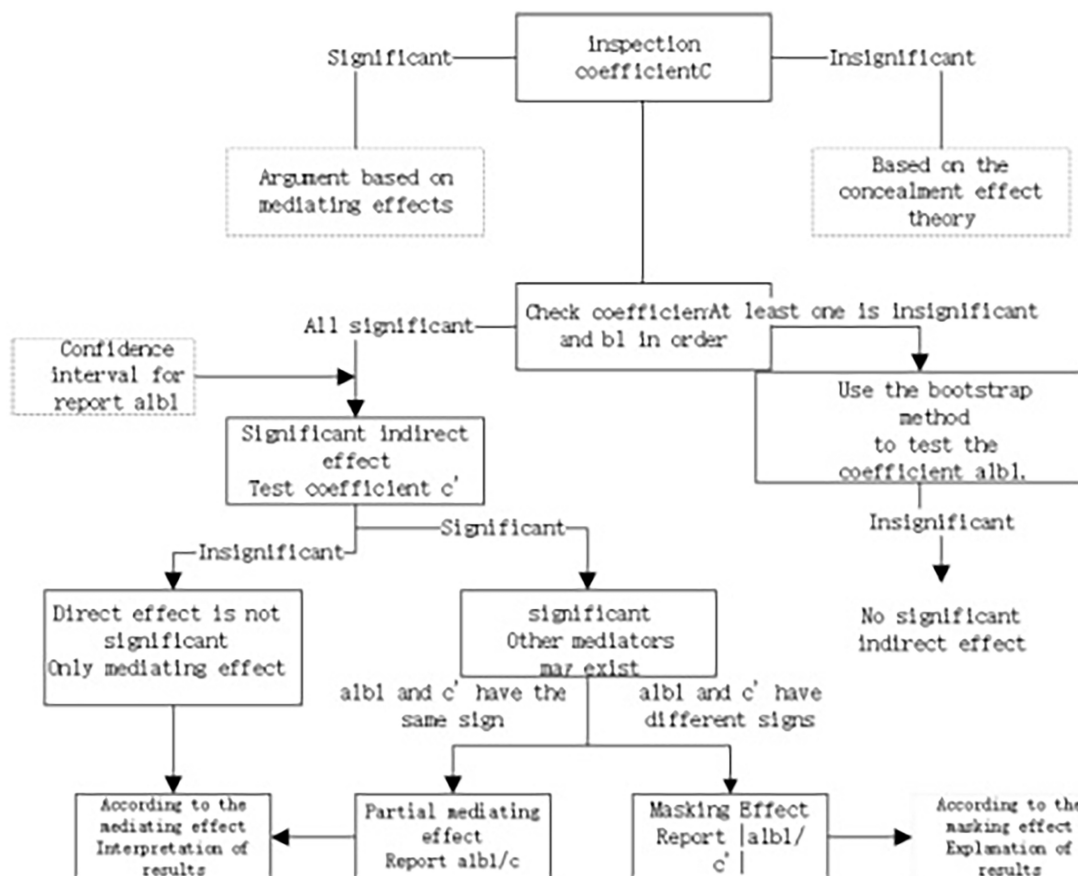 inspection
coefficientC
Significant
Insignificant
Argument based on
mediating effects
Based on the
concealment effect
theory
Check coefficien
At least one is insignificant
and b1 in order
All significant
Confidence
interval for
report a1b1
Use the bootstrap
method
to test the
coefficient a1b1.
Significant indirect
effect
Test coefficient c'
Insignificant
Significant
Insignificant
Direct effect is not
significant
Only mediating effect
significant
Other mediators
may exist
No significant
indirect effect
a1b1 and c' have the
same sign
a1b1 and c' have
different signs
According to the
mediating effect
Interpretation of
results
Partial mediating
effect
Report a1b1/c
Masking Effect
Report |a1b1/
c'|
According to the
masking effect
Explanation of
results